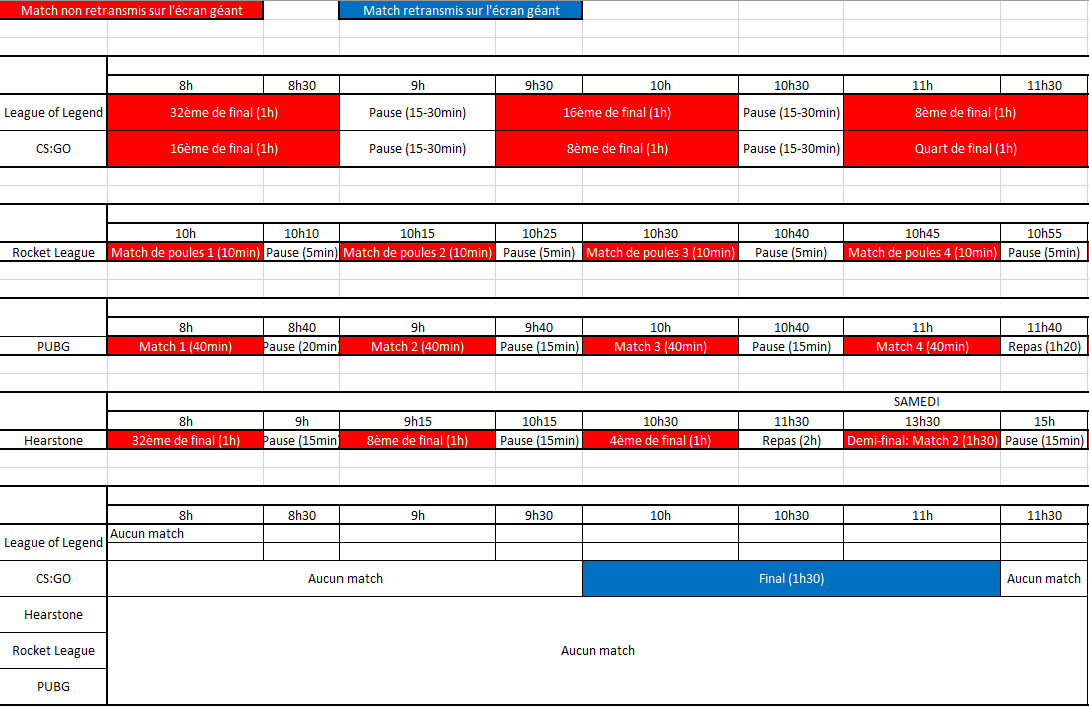 Match non retransmis sur l'écran géant Match retransmis sur l'écran géant
8h 8h30 9h 9h30 10h 10h30 11h 11h30
League of Legend 32ème de final (1h) Pause (15-30min) 16ème de final (1h) Pause (15-30min) 8ème de final (1h)
CS:GO 16ème de final (1h) Pause (15-30min) 8ème de final (1h) Pause (15-30min) Quart de final (1h)
10h 10h10 10h15 10h25 10h30 10h40 10h45 10h55
Rocket League Match de poules 1 (10min) Pause (5min) Match de poules 2 (10min) Pause (5min) Match de poules 3 (10min) Pause (5min) Match de poules 4 (10min) Pause (5min)
8h 8h40 9h 9h40 10h 10h40 11h 11h40
PUBG Match 1 (40min) Pause (20min) Match 2 (40min) Pause (15min) Match 3 (40min) Pause (15min) Match 4 (40min) Repas (1h20)
SAMEDI
8h 9h 9h15 10h15 10h30 11h30 13h30 15h
Hearstone 32ème de final (1h) Pause (15min) 8ème de final (1h) Pause (15min) 4ème de final (1h) Repas (2h) Demi-final: Match 2 (1h30) Pause (15min)
8h 8h30 9h 9h30 10h 10h30 11h 11h30
Aucun match
League of Legend
CS:GO Aucun match Final (1h30) Aucun match
Hearstone
Rocket League Aucun match
PUBG